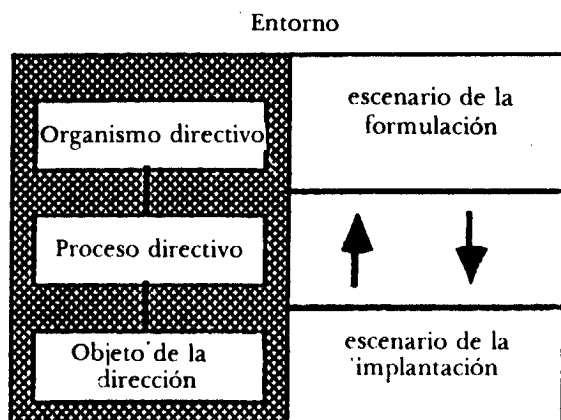 Entorno
Organismo directivo
Proceso directivo
Objeto de la
dirección
escenario de la
formulación
escenario de la
implantación